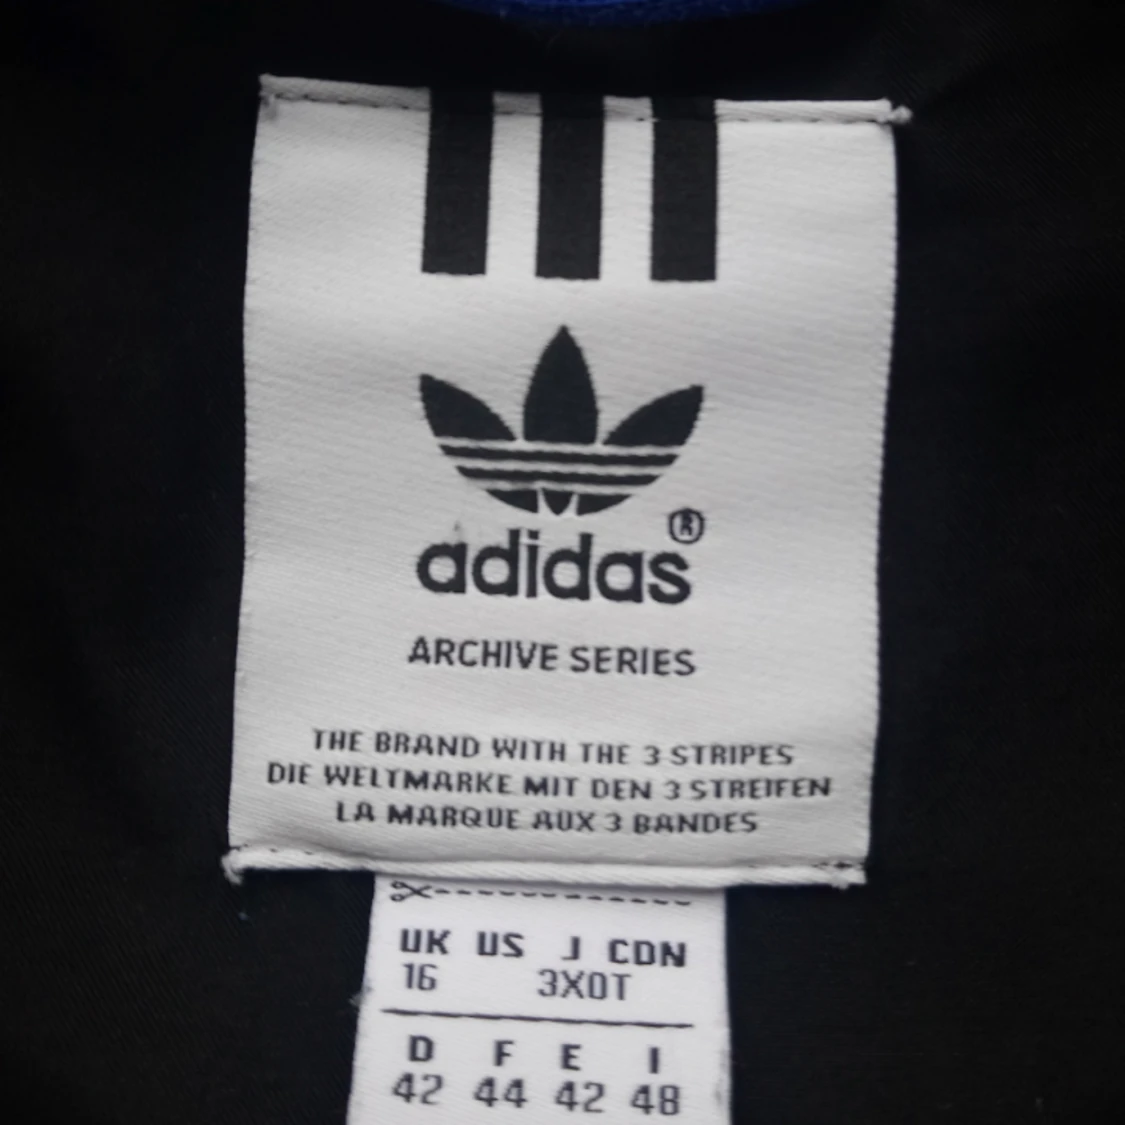 adidas®
ARCHIVE SERIES
THE BRAND WITH THE 3 STRIPES
DIE WELTMARKE MIT DEN 3 STREIFEN
LA MARQUE AUX 3 BANDES
UK US J CDN
16 3XOT
D F E I
42 44 42 48